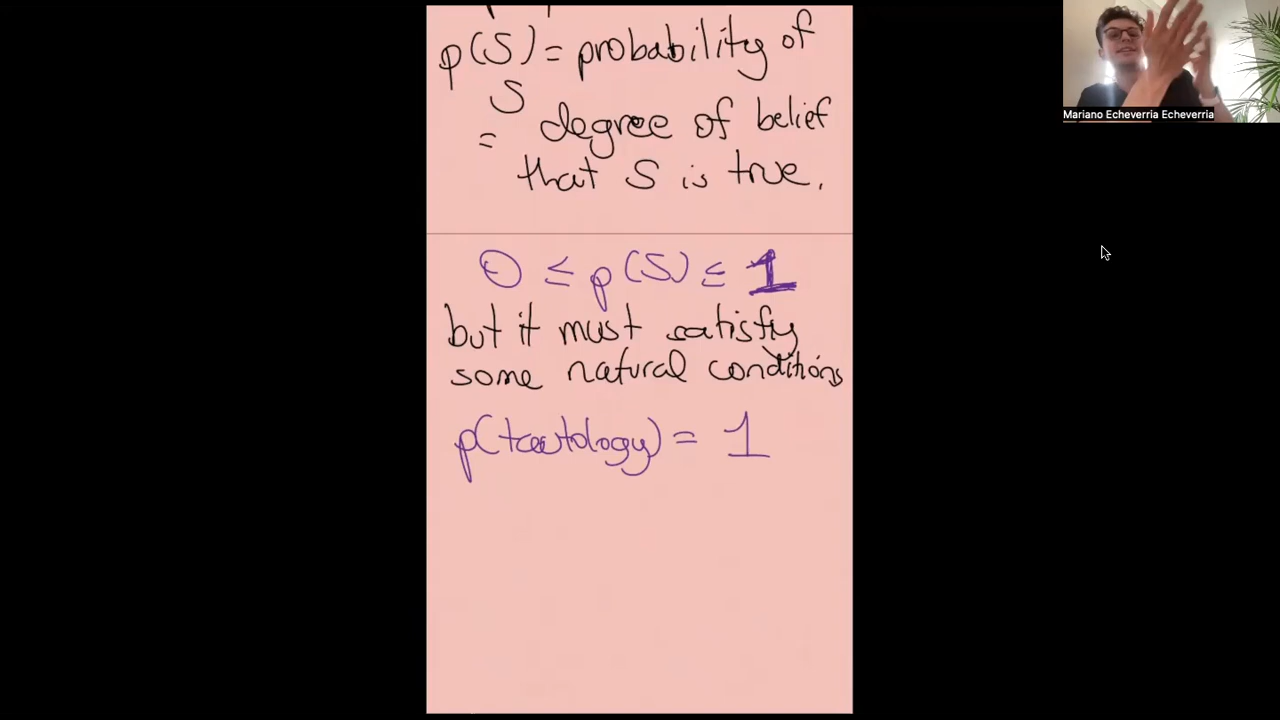 p(S) = probability of
S
= degree of belief
that S is true.
0 ≤ p(S) ≤ 1
but it must satisfy
some natural conditions
p(tautology) = 1
Mariano Echeverria Echeverria